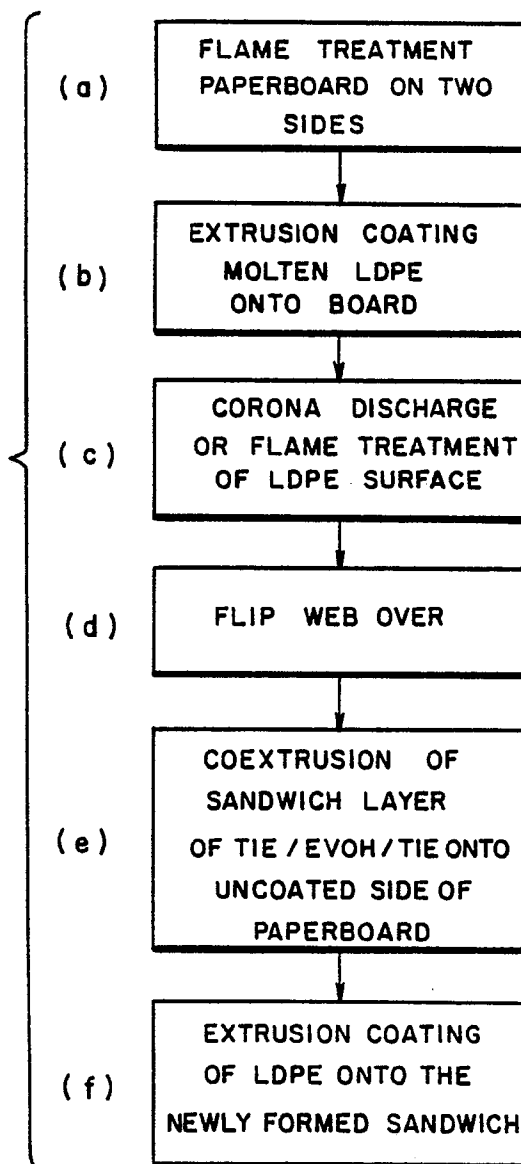 (a)
FLAME TREATMENT
PAPERBOARD ON TWO
SIDES
(b)
EXTRUSION COATING
MOLTEN LDPE
ONTO BOARD
(c)
CORONA DISCHARGE
OR FLAME TREATMENT
OF LDPE SURFACE
(d)
FLIP WEB OVER
(e)
COEXTRUSION OF
SANDWICH LAYER
OF TIE/EVOH/TIE ONTO
UNCOATED SIDE OF
PAPERBOARD
(f)
EXTRUSION COATING
OF LDPE ONTO THE
NEWLY FORMED SANDWICH